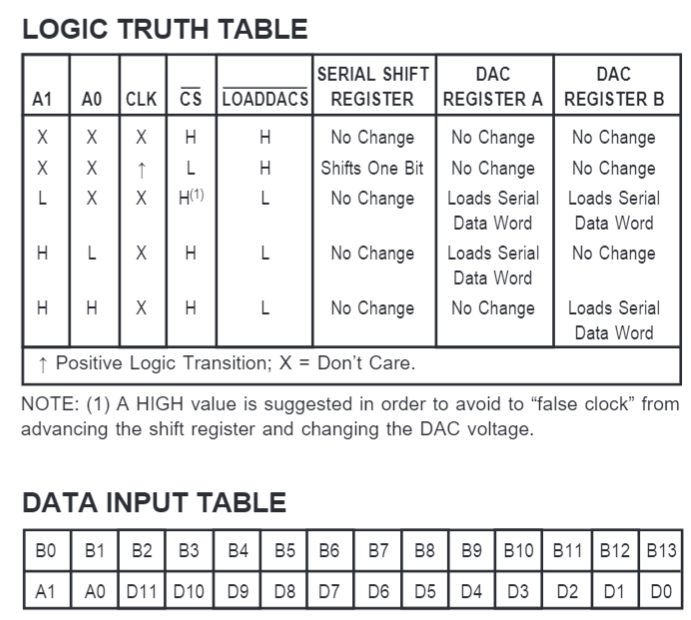 LOGIC TRUTH TABLE
SERIAL SHIFT DAC DAC
A1 A0 CLK CS LOADDACS REGISTER REGISTER A REGISTER B
X X X H H No Change No Change No Change
X X ↑ L H Shifts One Bit No Change No Change
L X X H(1) L No Change Loads Serial Loads Serial
Data Word Data Word
H L X H L No Change Loads Serial No Change
Data Word
H H X H L No Change No Change Loads Serial
Data Word
↑ Positive Logic Transition; X = Don't Care.
NOTE: (1) A HIGH value is suggested in order to avoid to “false clock” from
advancing the shift register and changing the DAC voltage.
DATA INPUT TABLE
B0 B1 B2 B3 B4 B5 B6 B7 B8 B9 B10 B11 B12 B13
A1 A0 D11 D10 D9 D8 D7 D6 D5 D4 D3 D2 D1 D0